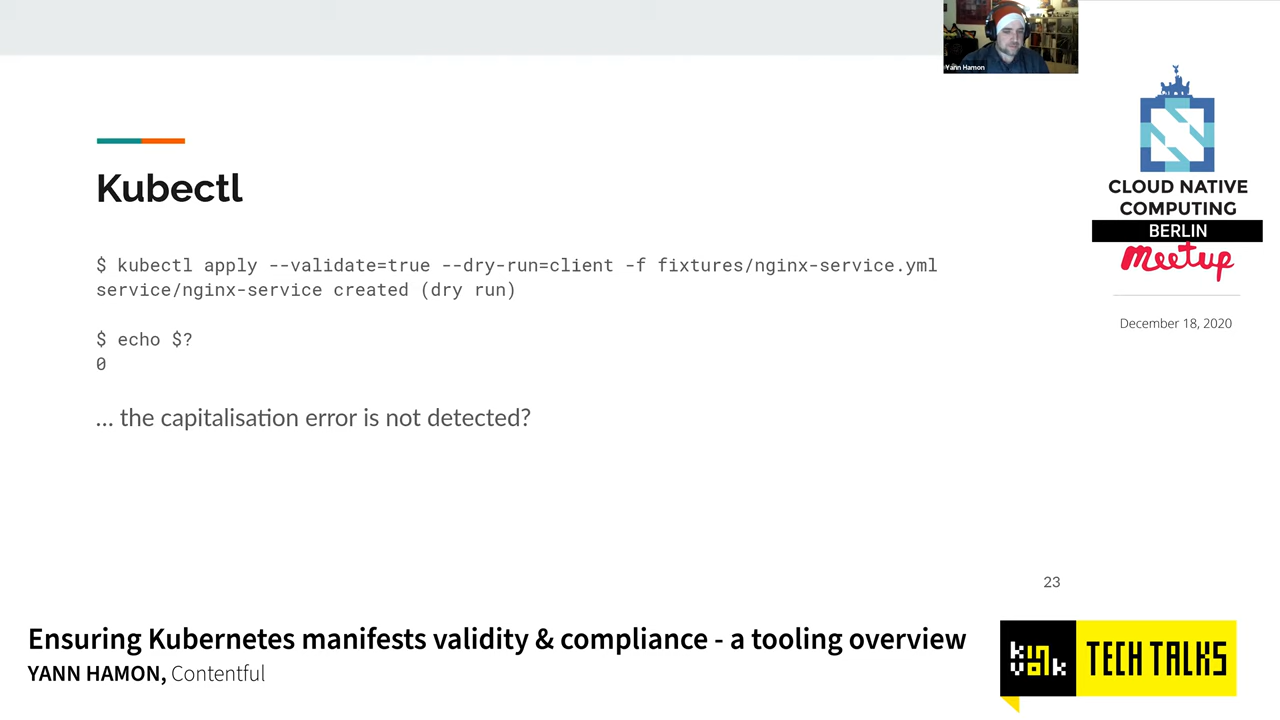 Yann Hamon
Kubectl
$ kubectl apply --validate=true --dry-run=client -f fixtures/nginx-service.yml
service/nginx-service created (dry run)
$ echo $?
0
... the capitalisation error is not detected?
23
CLOUD NATIVE
COMPUTING
BERLIN
meetup
December 18, 2020
Ensuring Kubernetes manifests validity & compliance - a tooling overview
YANN HAMON, Contentful
kinvolk
TECH TALKS